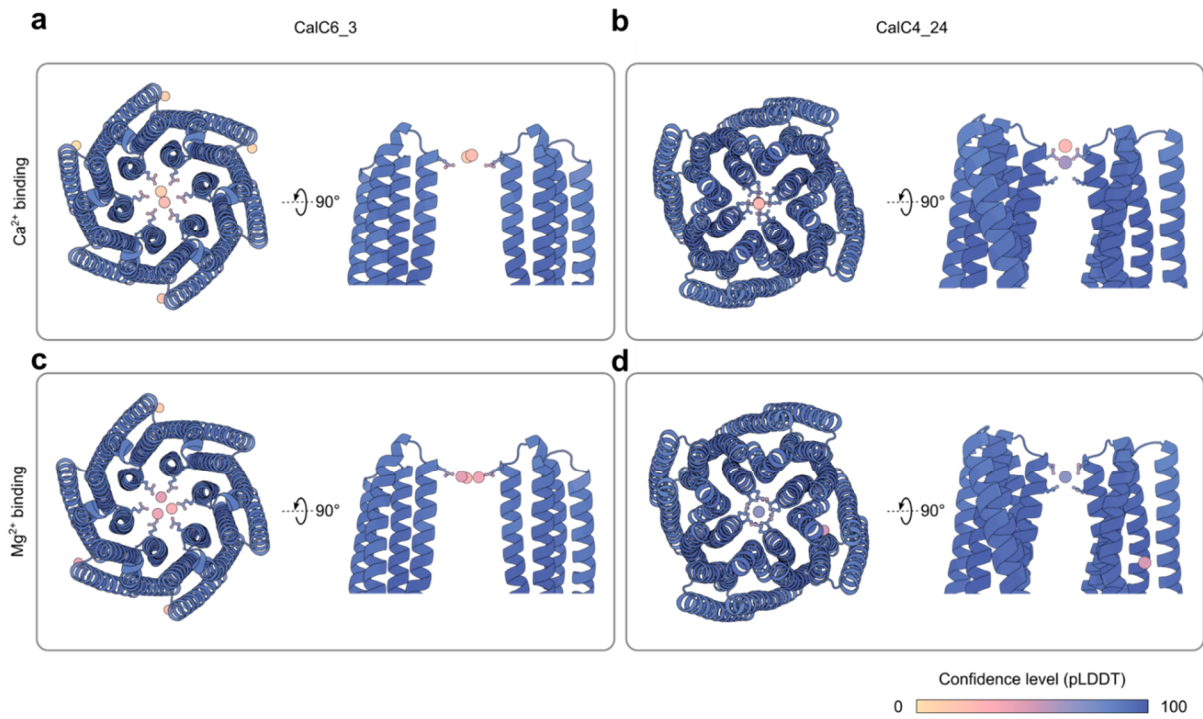 a
CalC6_3
b
CalC4_24
Ca²⁺ binding
90°
90°
c
d
Mg²⁺ binding
90°
90°
Confidence level (pLDDT)
0
100